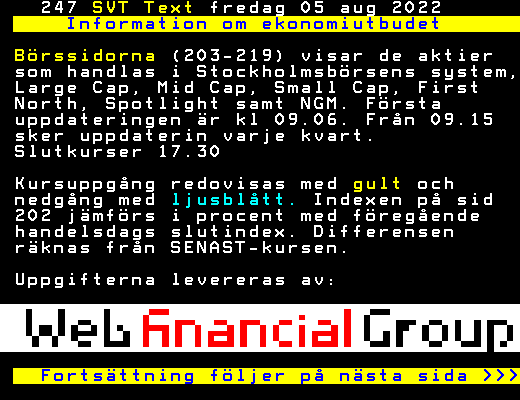 247 SVT Text fredag 05 aug 2022
Information om ekonomiutbudet
Börssidorna (203-219) visar de aktier
som handlas i Stockholmsbörsens system,
Large Cap, Mid Cap, Small Cap, First
North, Spotlight samt NGM. Första
uppdateringen är kl 09.06. Från 09.15
sker uppdaterin varje kvart.
Slutkurser 17.30
Kursuppgång redovisas med gult och
nedgång med ljusblått. Indexen på sid
202 jämförs i procent med föregående
handelsdags slutindex. Differensen
räknas från SENAST-kursen.
Uppgifterna levereras av:
Web financial Group
Fortsättning följer på nästa sida >>>